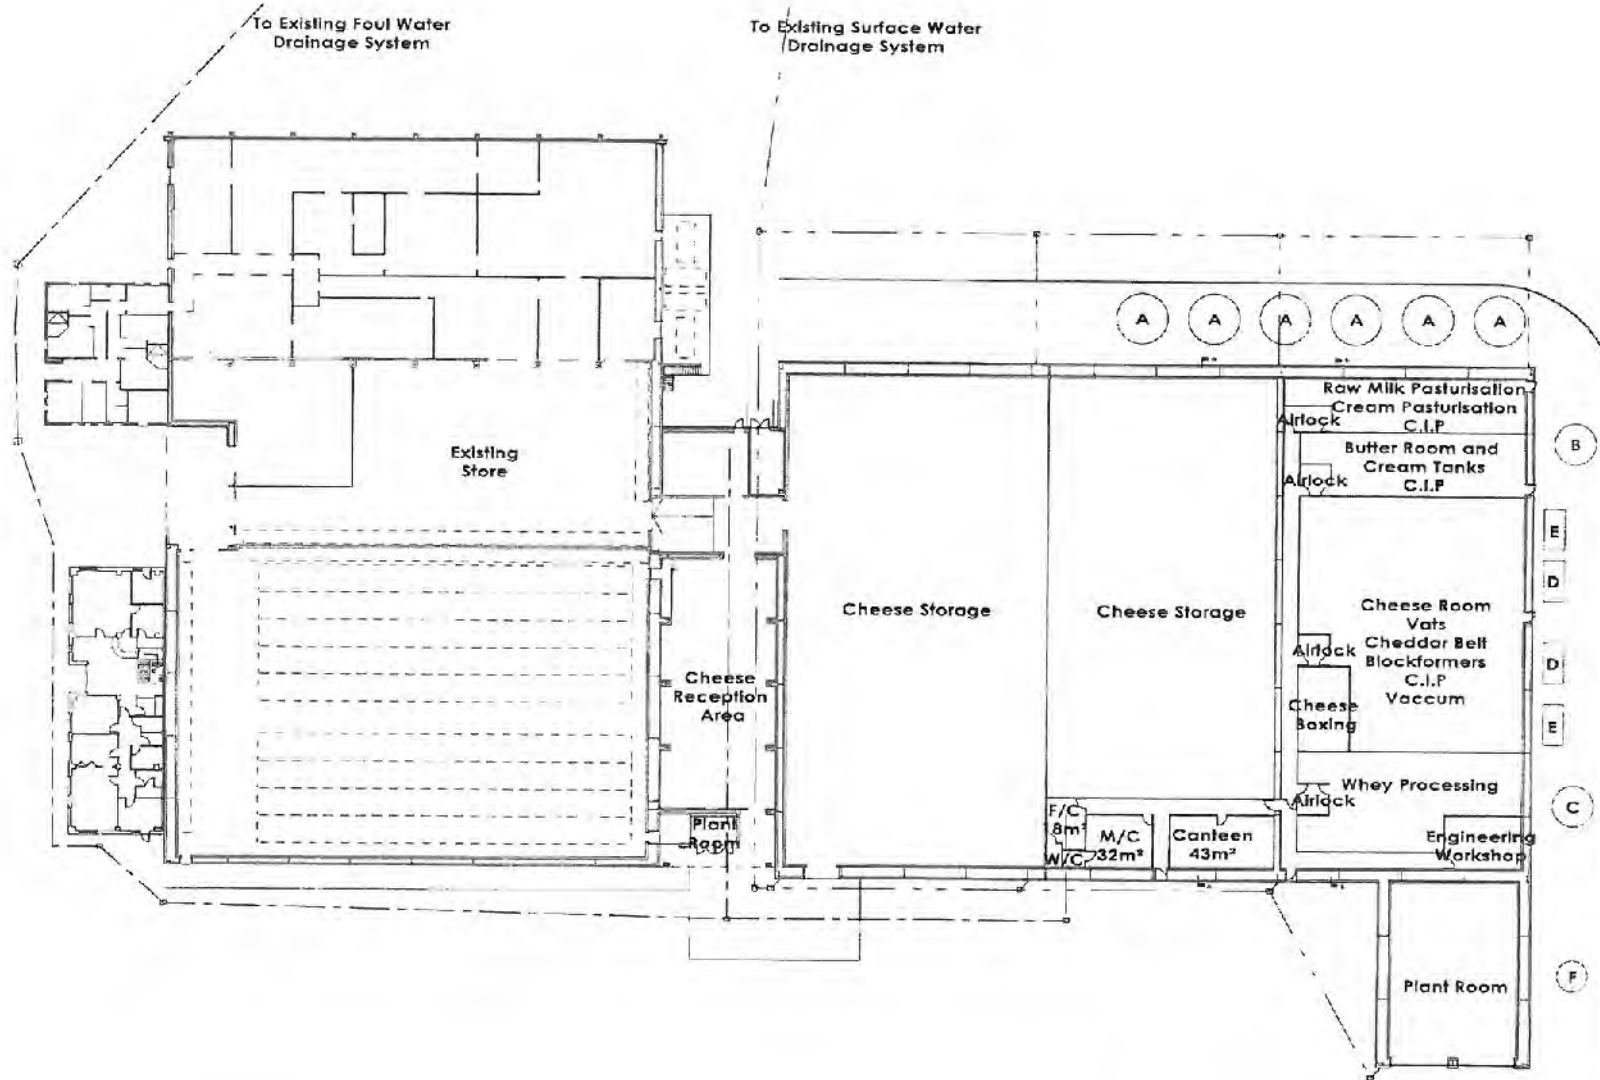 To Existing Foul Water
Drainage System
To Existing Surface Water
Drainage System
A
A
A
A
A
A
Raw Milk Pasturisation
Cream Pasturisation
C.I.P
Airlock
B
Butter Room and
Cream Tanks
C.I.P
Airlock
Existing
Store
E
D
Cheese Storage
Cheese Storage
Cheese Room
Vats
Cheddar Belt
Blockformers
C.I.P
Vaccum
Airlock
D
Cheese
Reception
Area
Cheese
Boxing
E
Whey Processing
Airlock
C
F/C
8m²
W/C
M/C
32m²
Canteen
43m²
Plant
Room
Engineering
Workshop
Plant Room
F